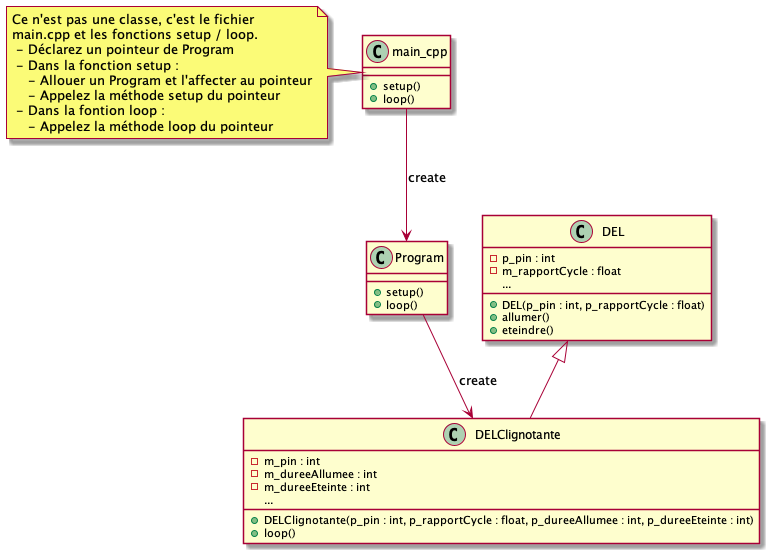 Ce n'est pas une classe, c'est le fichier
main.cpp et les fonctions setup / loop.
- Déclarez un pointeur de Program
- Dans la fonction setup :
- Allouer un Program et l'affecter au pointeur
- Appelez la méthode setup du pointeur
- Dans la fontion loop :
- Appelez la méthode loop du pointeur
C main_cpp
setup()
loop()
create
C Program
setup()
loop()
C DEL
p_pin : int
m_rapportCycle : float
...
DEL(p_pin : int, p_rapportCycle : float)
allumer()
eteindre()
create
C DELClignotante
m_pin : int
m_dureeAllumee : int
m_dureeEteinte : int
...
DELClignotante(p_pin : int, p_rapportCycle : float, p_dureeAllumee : int, p_dureeEteinte : int)
loop()